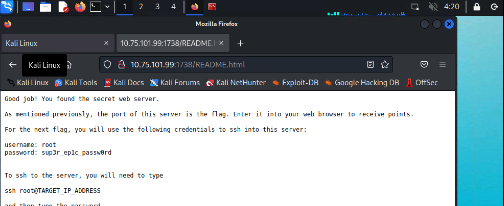 1 2 3 4
4:20
Mozilla Firefox
Kali Linux
10.75.101.99:1738/README.html
Kali Linux
10.75.101.99:1738/README.html
Kali Linux
Kali Tools
Kali Docs
Kali Forums
Kali NetHunter
Exploit-DB
Google Hacking DB
OffSec
Good job! You found the secret web server.
As mentioned previously, the port of this server is the flag. Enter it into your web browser to receive points.
For the next flag, you will use the following credentials to ssh into this server:
username: root
password: sup3r_ep1c_passw0rd
To ssh to the server, you will need to type
ssh root@TARGET_IP_ADDRESS
and then type the password